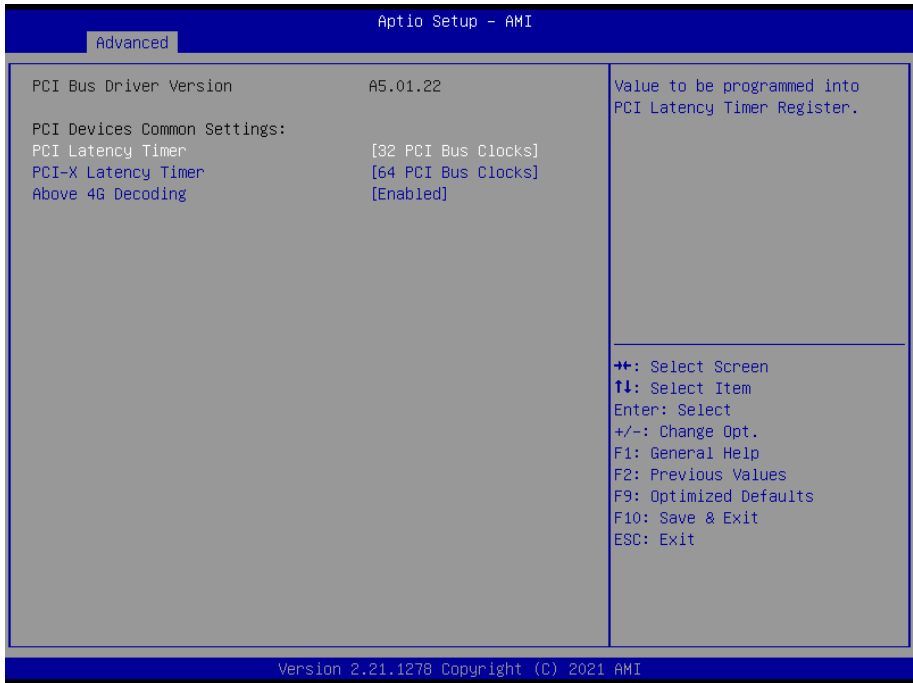 Aptio Setup – AMI
Advanced
PCI Bus Driver Version A5.01.22
PCI Devices Common Settings:
PCI Latency Timer [32 PCI Bus Clocks]
PCI-X Latency Timer [64 PCI Bus Clocks]
Above 4G Decoding [Enabled]
Value to be programmed into
PCI Latency Timer Register.
→←: Select Screen
↑↓: Select Item
Enter: Select
+/-: Change Opt.
F1: General Help
F2: Previous Values
F9: Optimized Defaults
F10: Save & Exit
ESC: Exit
Version 2.21.1278 Copyright (C) 2021 AMI